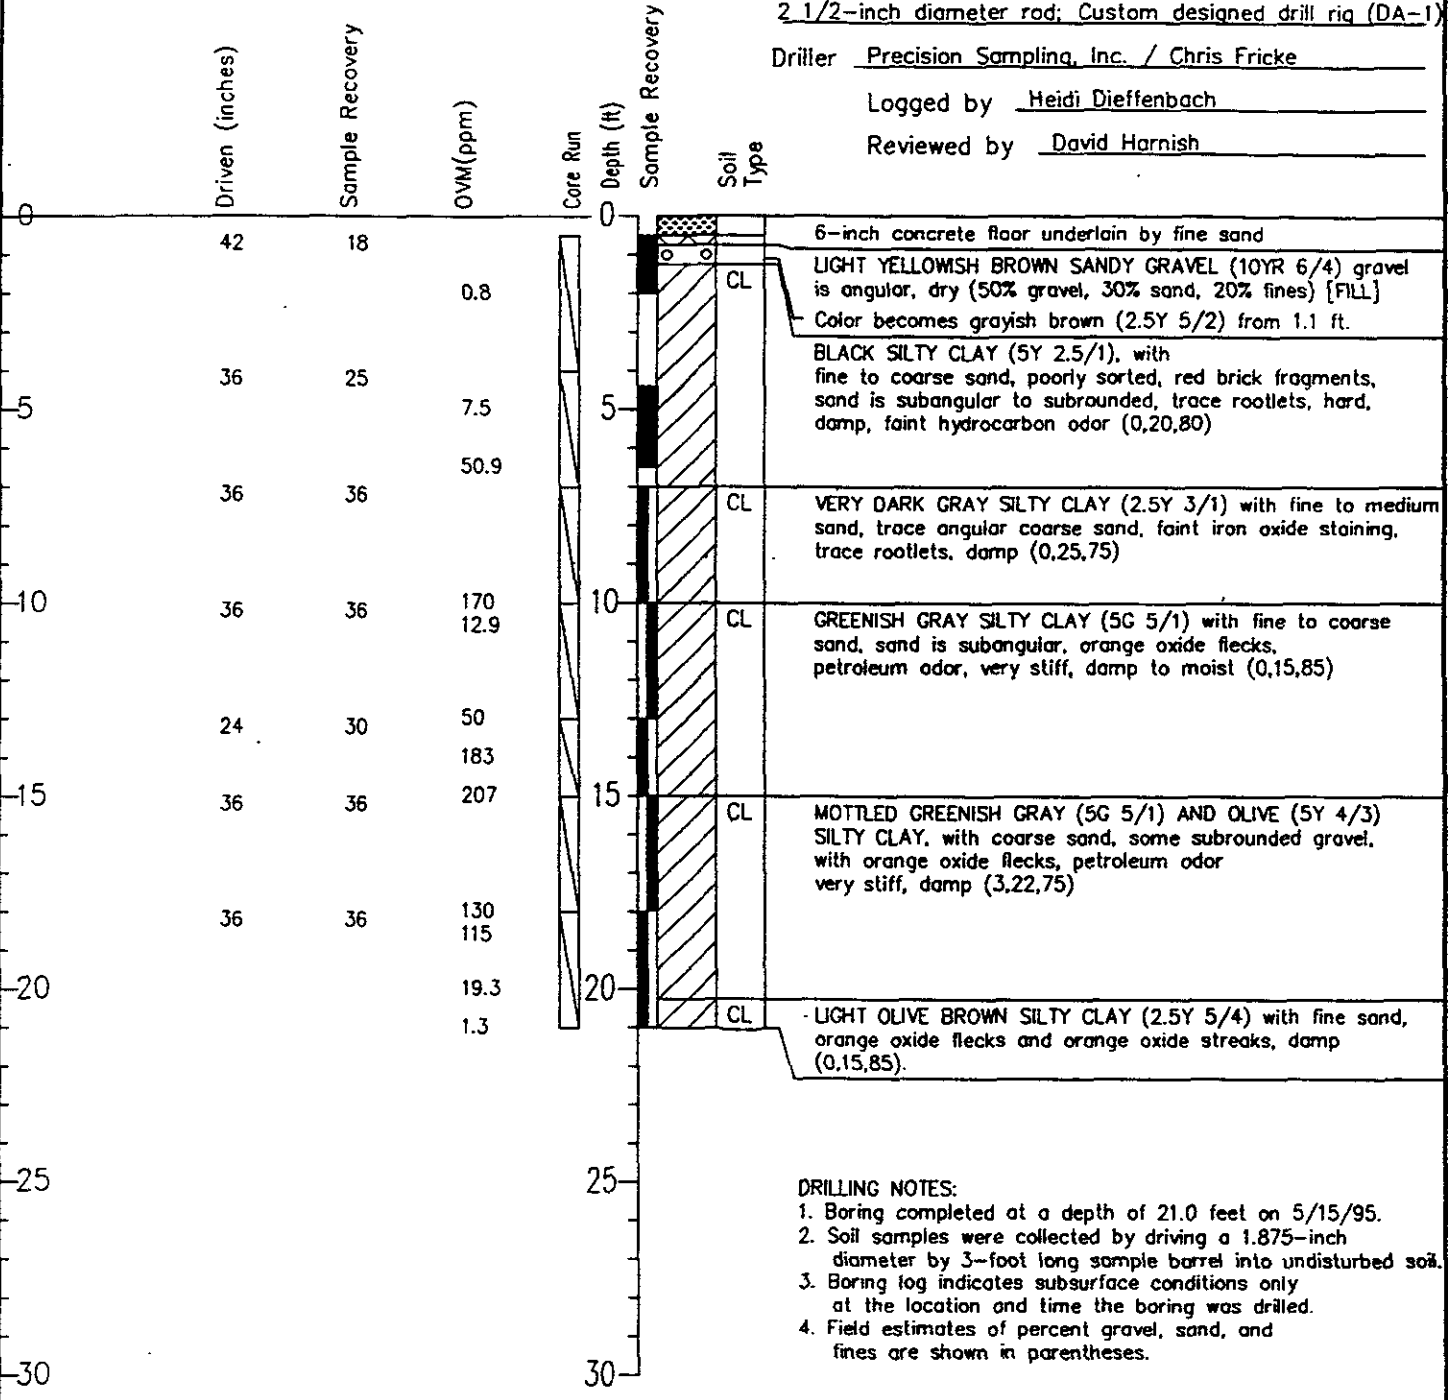 2 1/2-inch diameter rod; Custom designed drill rig (DA-1)
Driller Precision Sampling, Inc. / Chris Fricke
Logged by Heidi Dieffenbach
Reviewed by David Harnish
Driven (inches)
Sample Recovery
OVM(ppm)
Core Run
Depth (ft)
Sample Recovery
Soil Type
0
0
6-inch concrete floor underlain by fine sand
42 18
LIGHT YELLOWISH BROWN SANDY GRAVEL (10YR 6/4) gravel
is angular, dry (50% gravel, 30% sand, 20% fines) [FILL]
0.8
CL
Color becomes grayish brown (2.5Y 5/2) from 1.1 ft.
BLACK SILTY CLAY (5Y 2.5/1), with
fine to coarse sand, poorly sorted, red brick fragments,
sand is subangular to subrounded, trace rootlets, hard,
damp, faint hydrocarbon odor (0,20,80)
36 25
5
7.5
5
50.9
36 36
CL
VERY DARK GRAY SILTY CLAY (2.5Y 3/1) with fine to medium
sand, trace angular coarse sand, faint iron oxide staining,
trace rootlets, damp (0,25,75)
10
170
10
36 36
12.9
CL
GREENISH GRAY SILTY CLAY (5G 5/1) with fine to coarse
sand, sand is subangular, orange oxide flecks,
petroleum odor, very stiff, damp to moist (0,15,85)
50
24 30
183
15
207
15
36 36
CL
MOTTLED GREENISH GRAY (5G 5/1) AND OLIVE (5Y 4/3)
SILTY CLAY, with coarse sand, some subrounded gravel,
with orange oxide flecks, petroleum odor
very stiff, damp (3,22,75)
130
36 36
115
20
19.3
20
1.3
CL
LIGHT OLIVE BROWN SILTY CLAY (2.5Y 5/4) with fine sand,
orange oxide flecks and orange oxide streaks, damp
(0,15,85).
25
25
DRILLING NOTES:
1. Boring completed at a depth of 21.0 feet on 5/15/95.
2. Soil samples were collected by driving a 1.875-inch
diameter by 3-foot long sample barrel into undisturbed soil.
3. Boring log indicates subsurface conditions only
at the location and time the boring was drilled.
4. Field estimates of percent gravel, sand, and
fines are shown in parentheses.
30
30